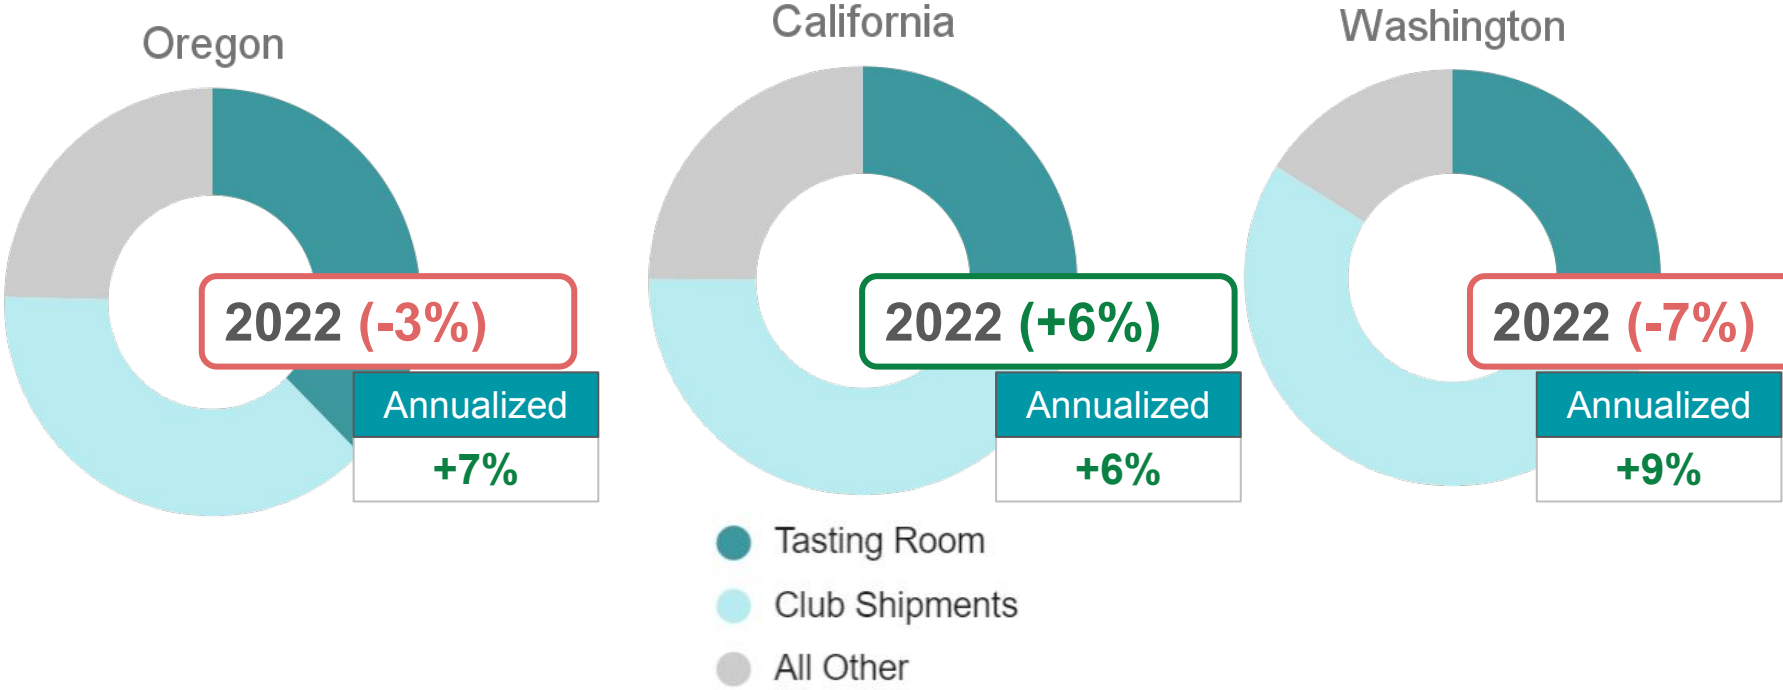 Oregon
California
Washington
2022 (-3%)
2022 (+6%)
2022 (-7%)
Annualized
+7%
Annualized
+6%
Annualized
+9%
Tasting Room
Club Shipments
All Other